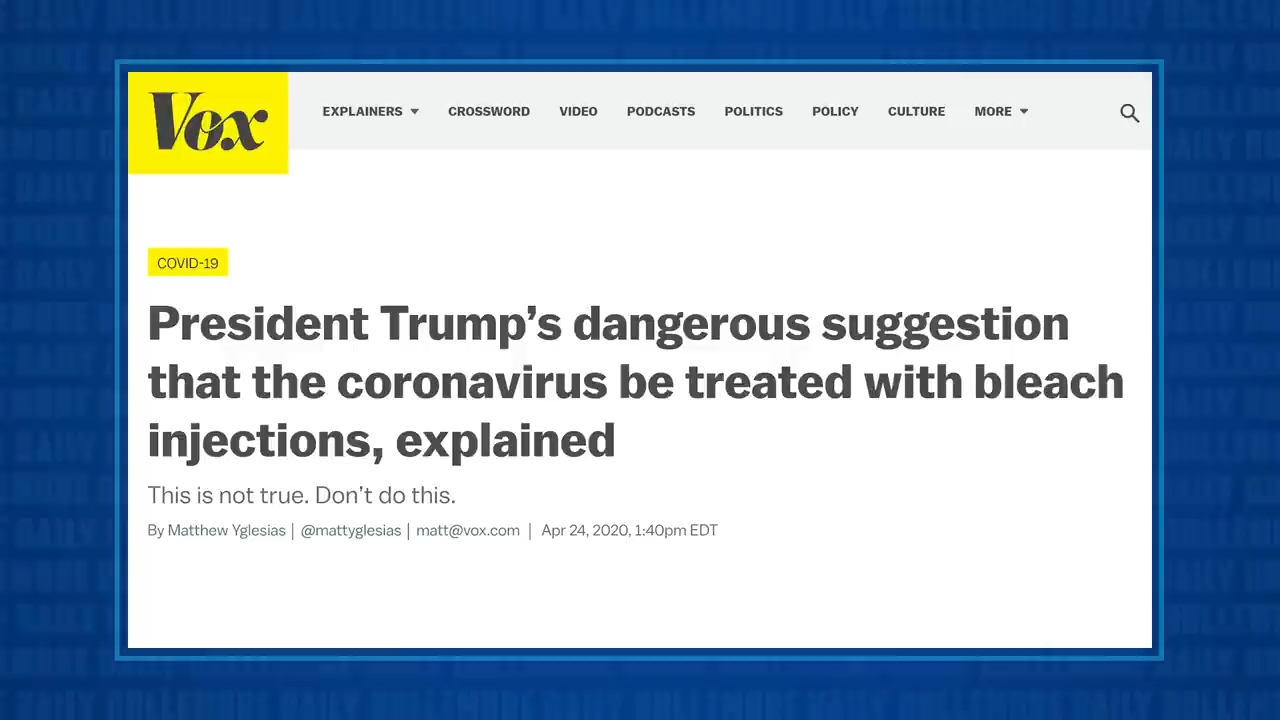 Vox
EXPLAINERS CROSSWORD VIDEO PODCASTS POLITICS POLICY CULTURE MORE
COVID-19
President Trump's dangerous suggestion
that the coronavirus be treated with bleach
injections, explained
This is not true. Don't do this.
By Matthew Yglesias | @mattyglesias | matt@vox.com | Apr 24, 2020, 1:40pm EDT